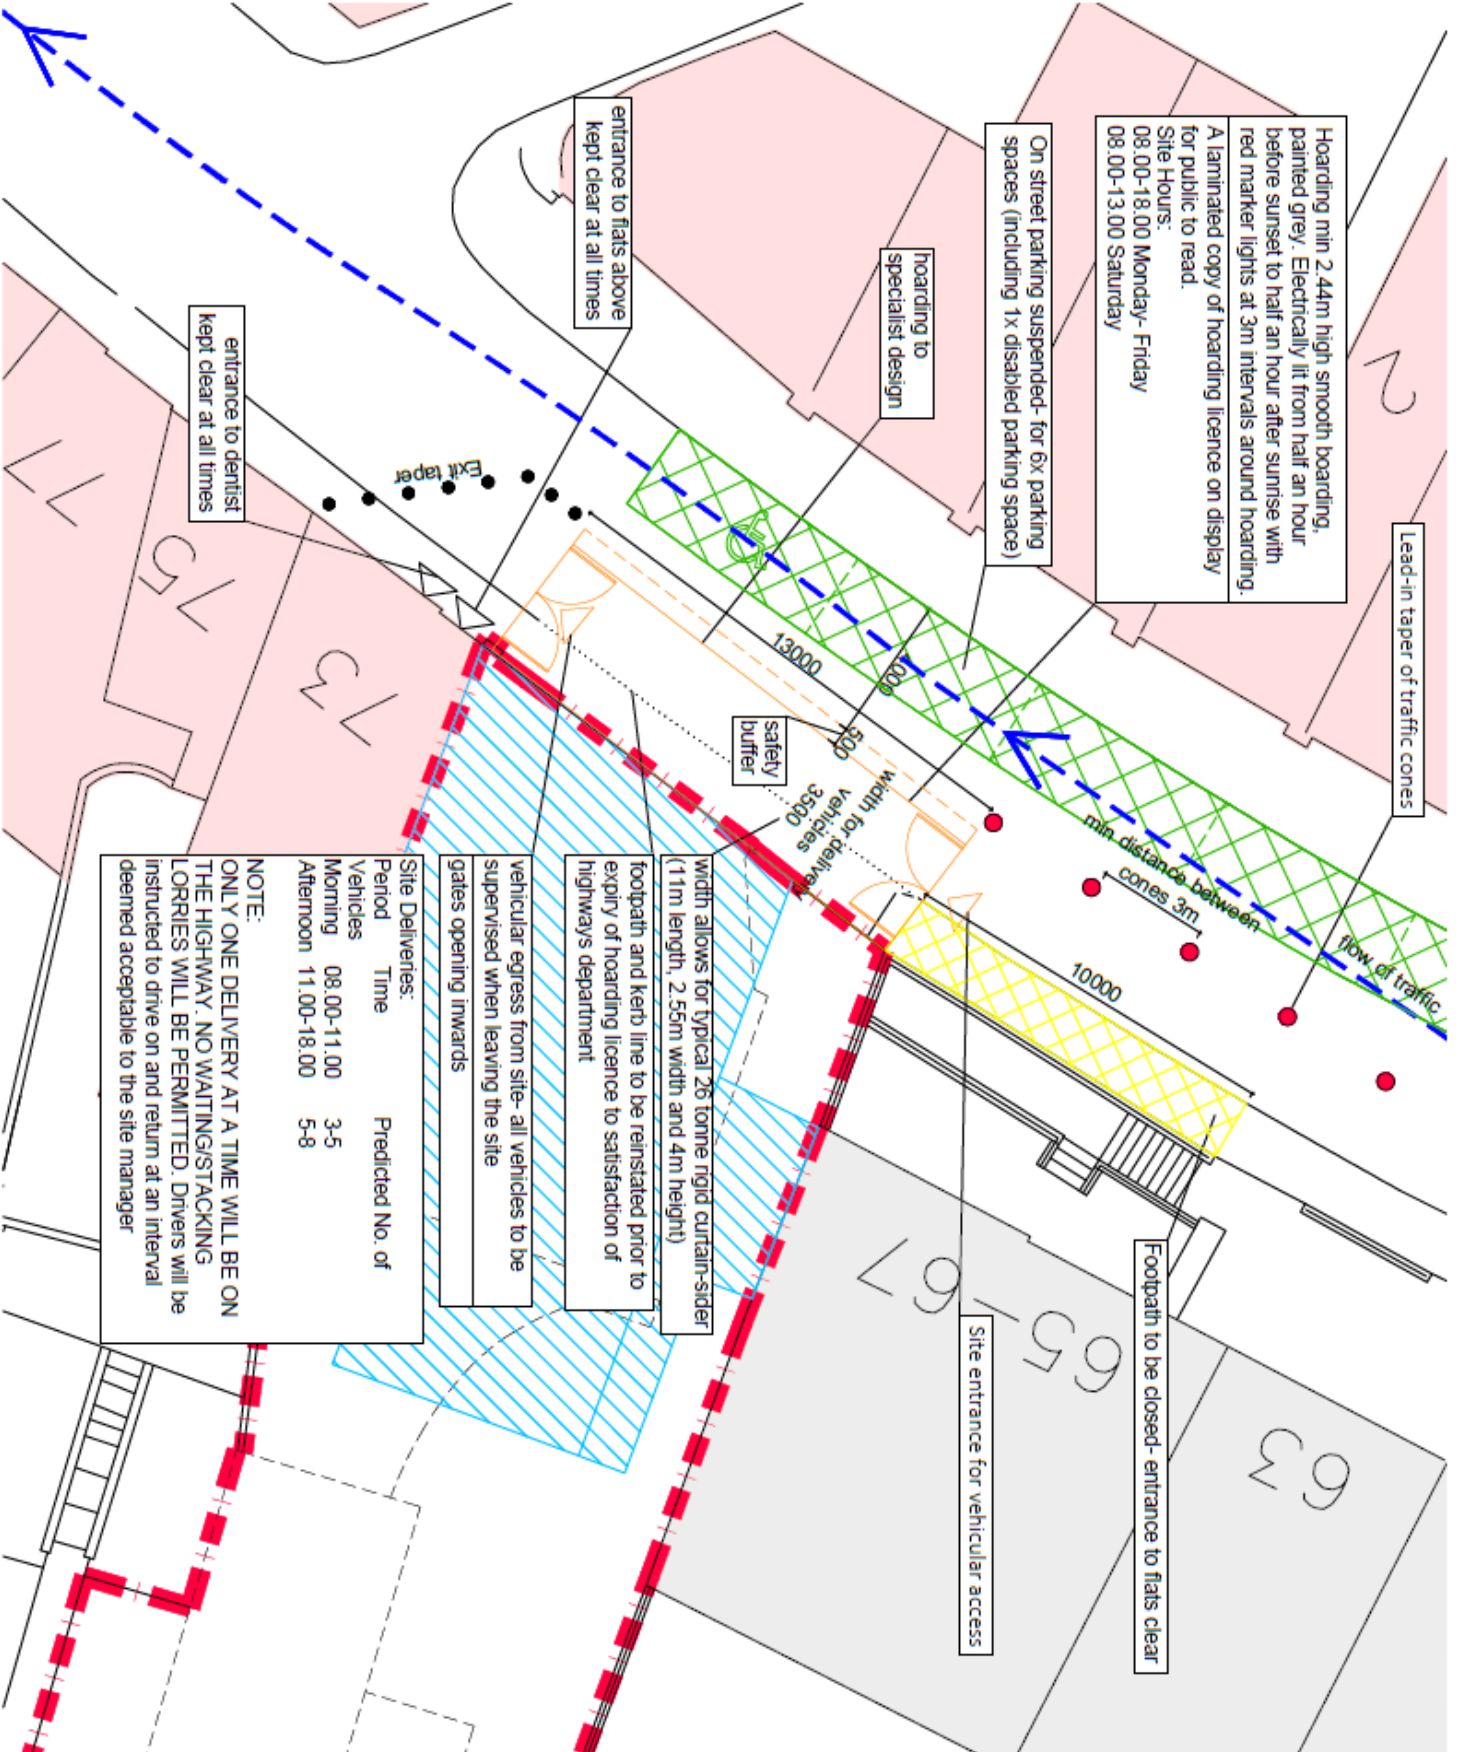 Hoarding min 2.44m high smooth boarding,
painted grey. Electrically lit from half an hour
before sunset to half an hour after sunrise with
red marker lights at 3m intervals around hoarding.
A laminated copy of hoarding licence on display
for public to read.
Site Hours:
08.00-18.00 Monday- Friday
08.00-13.00 Saturday
Lead-in taper of traffic cones
On street parking suspended- for 6x parking
spaces (including 1x disabled parking space)
hoarding to
specialist design
entrance to flats above
kept clear at all times
entrance to dentist
kept clear at all times
Exit taper
2
77
75
73
13000
500
safety
buffer
width for delivery
vehicles
3500
min distance between
cones 3m
flow of traffic
10000
width allows for typical 26 tonne rigid curtain-sider
(11m length, 2.55m width and 4m height)
footpath and kerb line to be reinstated prior to
expiry of hoarding licence to satisfaction of
highways department
vehicular egress from site- all vehicles to be
supervised when leaving the site
gates opening inwards
Site Deliveries:
Period Time Predicted No. of
Vehicles
Morning 08.00-11.00 3-5
Afternoon 11.00-18.00 5-8
NOTE:
ONLY ONE DELIVERY AT A TIME WILL BE ON
THE HIGHWAY. NO WAITING/STACKING
LORRIES WILL BE PERMITTED. Drivers will be
instructed to drive on and return at an interval
deemed acceptable to the site manager
Footpath to be closed- entrance to flats clear
Site entrance for vehicular access
65-67
63